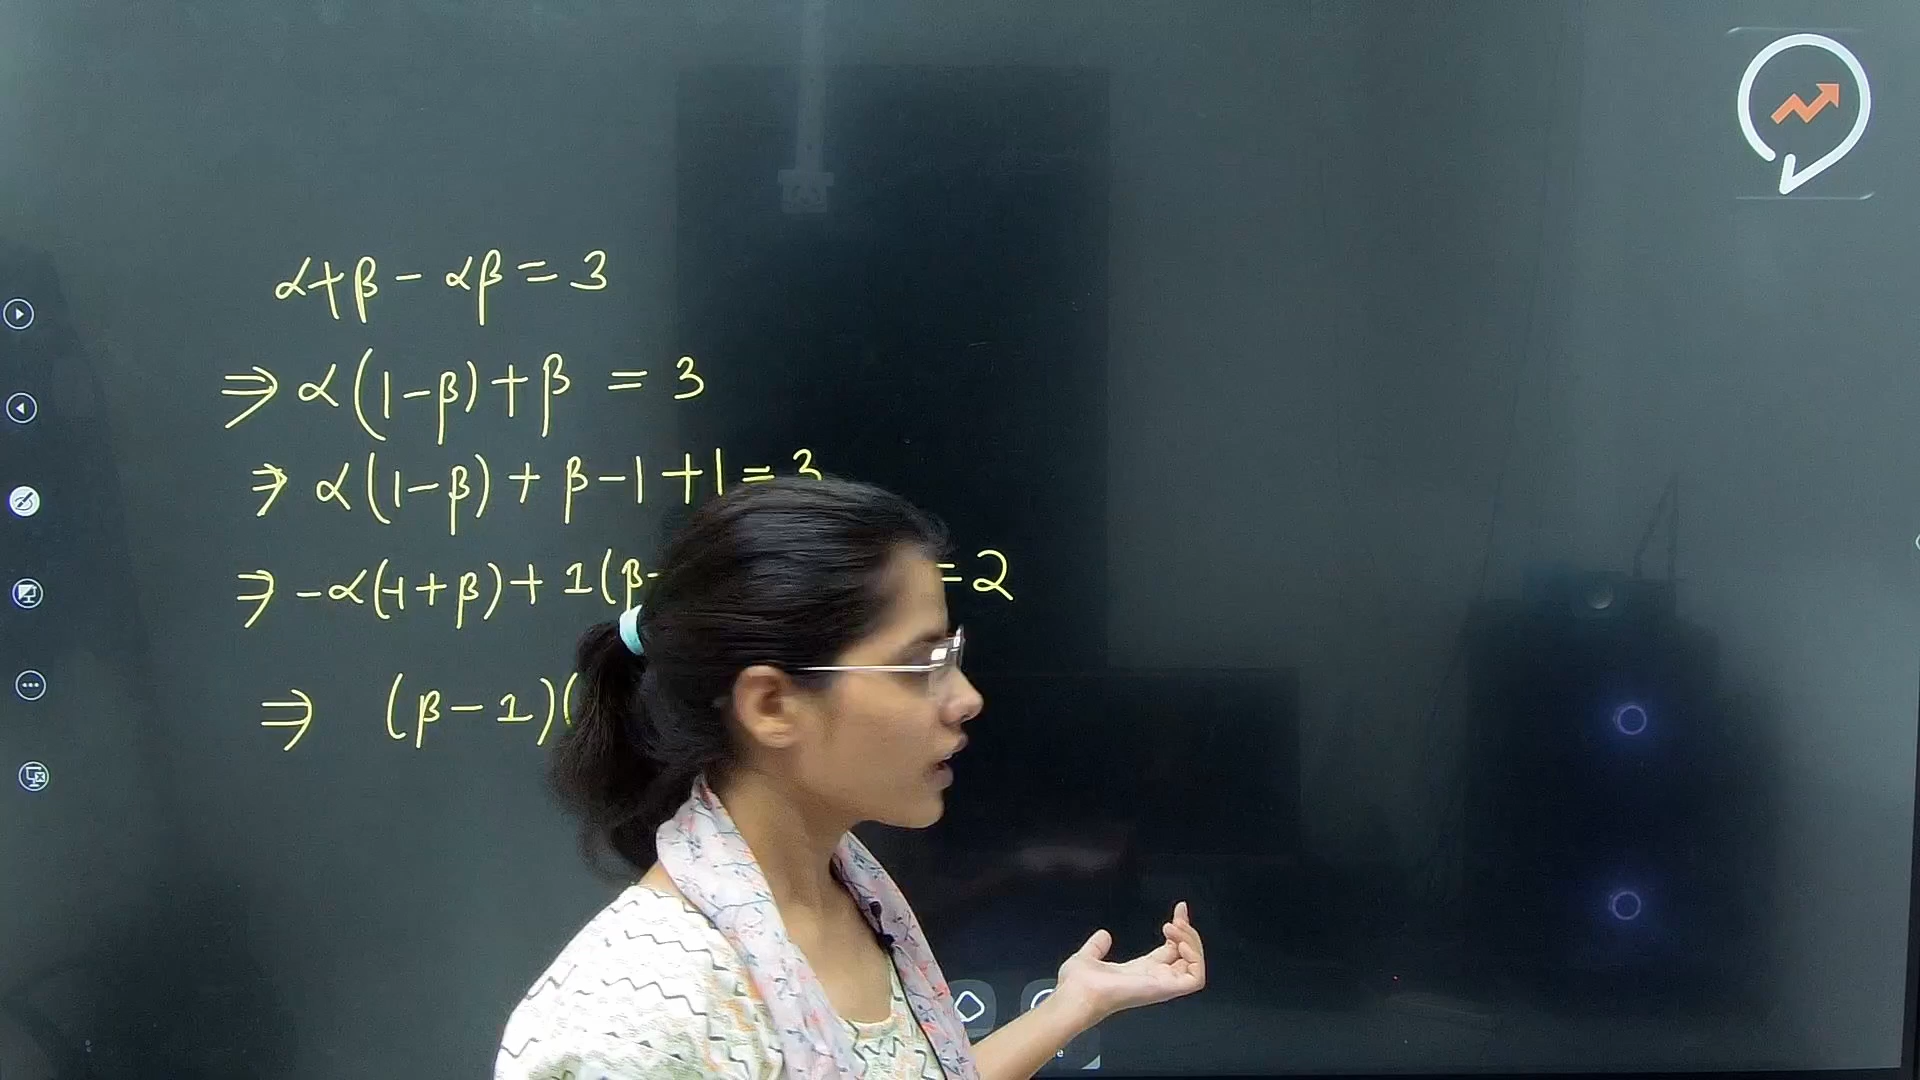 α+β - αβ = 3
⇒ α(1-β)+β = 3
⇒ α(1-β) + β-1+1 = 3
⇒ -α(-1+β)+ 1(β- = 2
⇒ (β-1)(